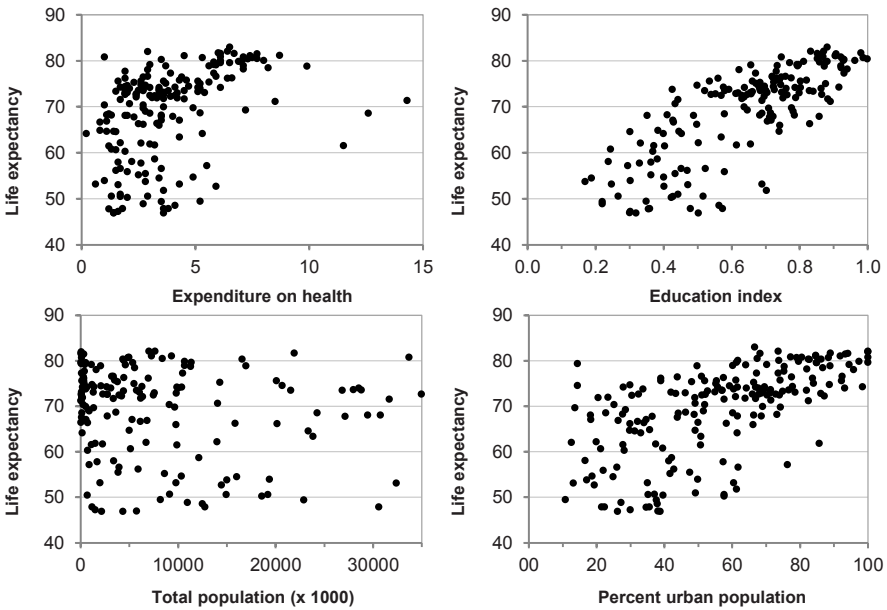 90
80
70
60
50
40
Life expectancy
0 5 10 15
Expenditure on health
90
80
70
60
50
40
Life expectancy
0.0 0.2 0.4 0.6 0.8 1.0
Education index
90
80
70
60
50
40
Life expectancy
0 10000 20000 30000
Total population (x 1000)
90
80
70
60
50
40
Life expectancy
00 20 40 60 80 100
Percent urban population